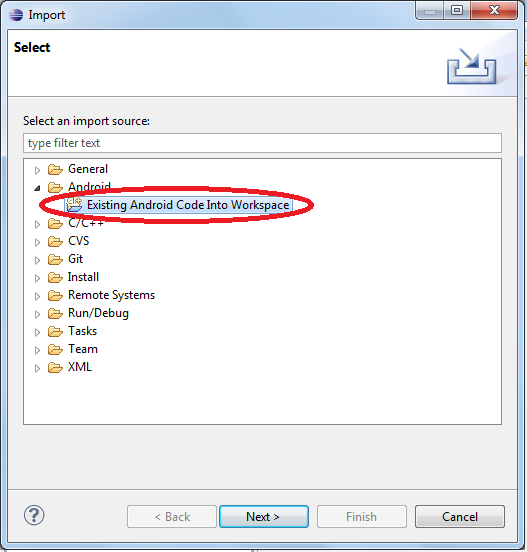 Import
Select
Select an import source:
type filter text
General
Android
Existing Android Code Into Workspace
C/C++
CVS
Git
Install
Remote Systems
Run/Debug
Tasks
Team
XML
? < Back Next > Finish Cancel